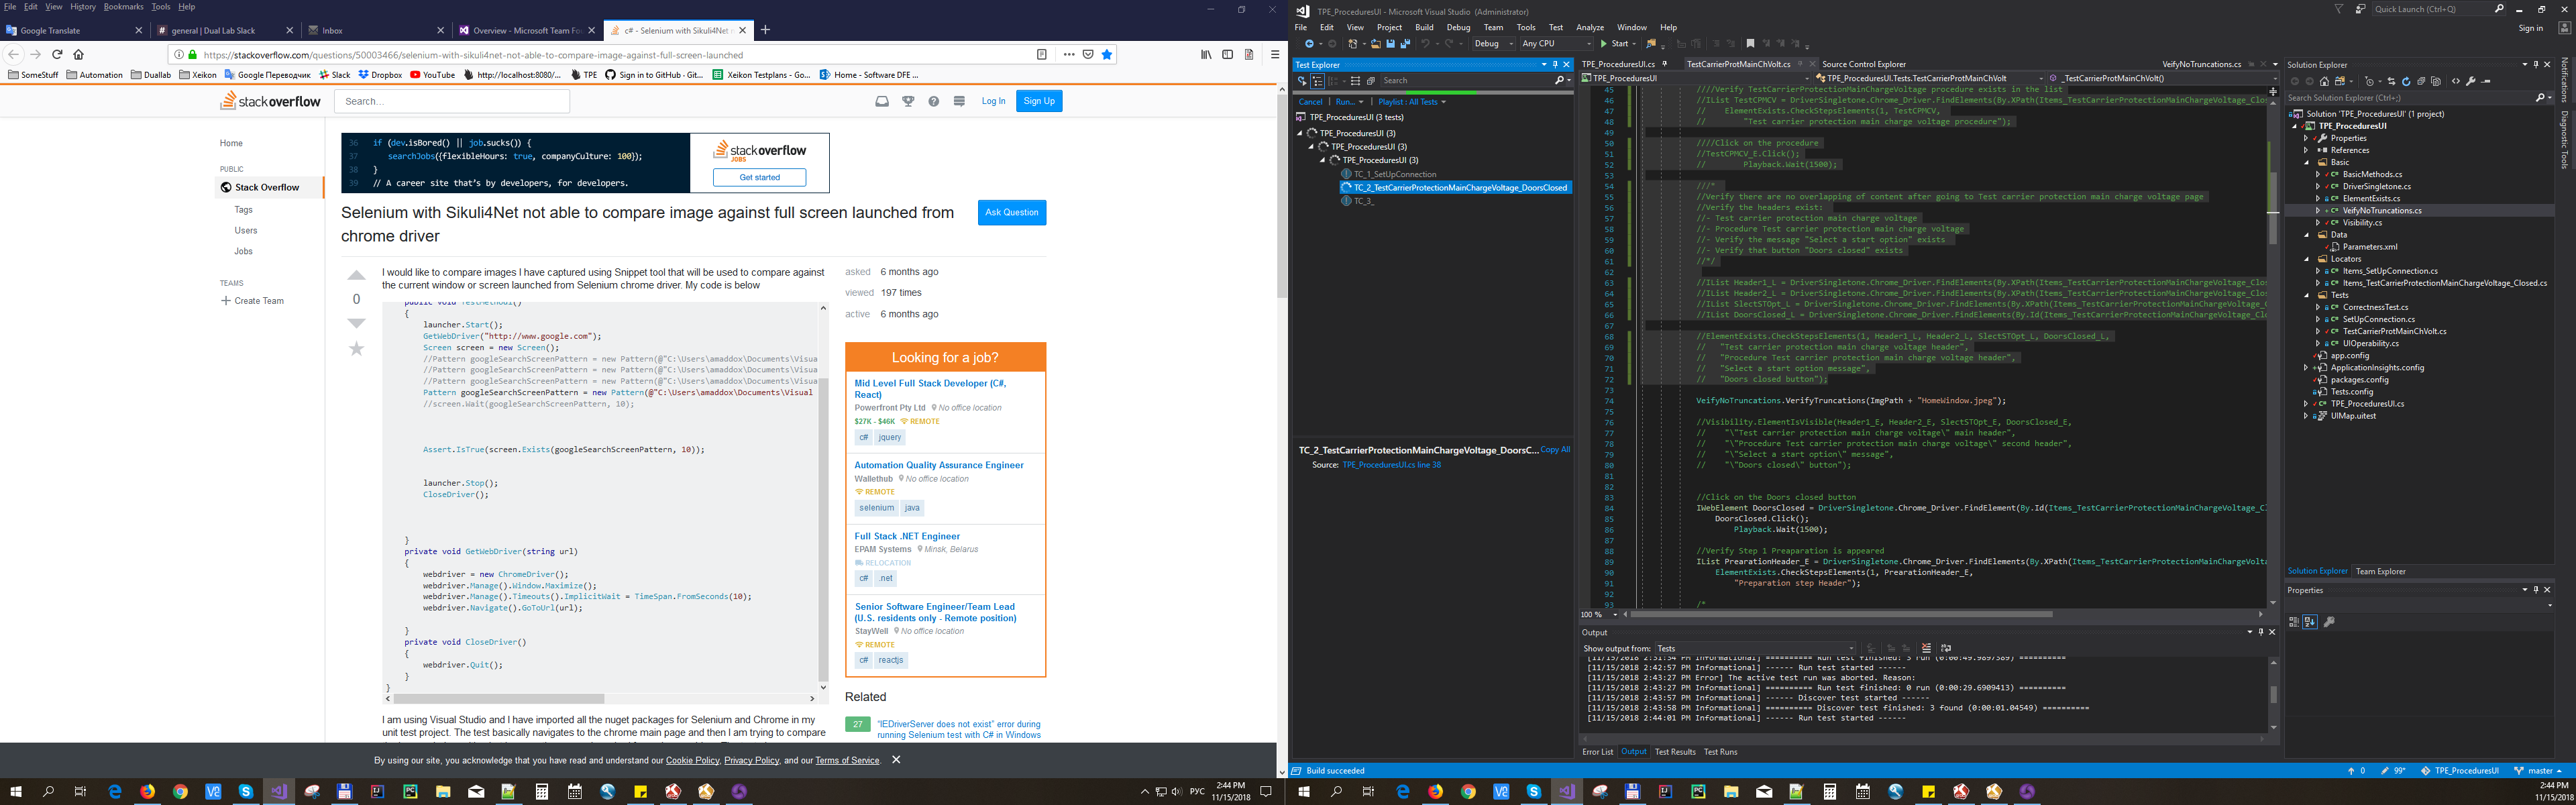 File Edit View History Bookmarks Tools Help
Google Translate
general | Dual Lab Slack
Inbox
Overview - Microsoft Team Fou
c# - Selenium with Sikuli4Net
https://stackoverflow.com/questions/50003466/selenium-with-sikuli4net-not-able-to-compare-image-against-full-screen-launched
SomeStuff Automation Duallab Xeikon Google Переводчик Slack Dropbox YouTube http://localhost:8080/... TPE Sign in to GitHub · Git... Xeikon Testplans - Go... Home - Software DFE ...
stackoverflow
Search...
Log In
Sign Up
Home
PUBLIC
Stack Overflow
Tags
Users
Jobs
TEAMS
Create Team
36 if (dev.isBored() || job.sucks()) {
37 searchJobs({flexibleHours: true, companyCulture: 100});
38 }
39 // A career site that's by developers, for developers.
stackoverflow
JOBS
Get started
Selenium with Sikuli4Net not able to compare image against full screen launched from
chrome driver
Ask Question
0
I would like to compare images I have captured using Snippet tool that will be used to compare against
the current window or screen launched from Selenium chrome driver. My code is below
public void TestMethod1()
{
launcher.Start();
GetWebDriver("http://www.google.com");
Screen screen = new Screen();
//Pattern googleSearchScreenPattern = new Pattern(@"C:\Users\amaddox\Documents\Visua
//Pattern googleSearchScreenPattern = new Pattern(@"C:\Users\amaddox\Documents\Visua
//Pattern googleSearchScreenPattern = new Pattern(@"C:\Users\amaddox\Documents\Visua
Pattern googleSearchScreenPattern = new Pattern(@"C:\Users\amaddox\Documents\Visual
//screen.Wait(googleSearchScreenPattern, 10);
Assert.IsTrue(screen.Exists(googleSearchScreenPattern, 10));
launcher.Stop();
CloseDriver();
}
private void GetWebDriver(string url)
{
webdriver = new ChromeDriver();
webdriver.Manage().Window.Maximize();
webdriver.Manage().Timeouts().ImplicitWait = TimeSpan.FromSeconds(10);
webdriver.Navigate().GoToUrl(url);
}
private void CloseDriver()
{
webdriver.Quit();
}
}
I am using Visual Studio and I have imported all the nuget packages for Selenium and Chrome in my
unit test project. The test basically navigates to the chrome main page and then I am trying to compare
asked 6 months ago
viewed 197 times
active 6 months ago
Looking for a job?
Mid Level Full Stack Developer (C#,
React)
Powerfront Pty Ltd No office location
$27K - $46K REMOTE
c# jquery
Automation Quality Assurance Engineer
Wallethub No office location
REMOTE
selenium java
Full Stack .NET Engineer
EPAM Systems Minsk, Belarus
RELOCATION
c# .net
Senior Software Engineer/Team Lead
(U.S. residents only - Remote position)
StayWell No office location
REMOTE
c# reactjs
Related
27 "IEDriverServer does not exist" error during
running Selenium test with C# in Windows
By using our site, you acknowledge that you have read and understand our Cookie Policy, Privacy Policy, and our Terms of Service.
РУС
2:44 PM
11/15/2018
TPE_ProceduresUI - Microsoft Visual Studio (Administrator)
Quick Launch (Ctrl+Q)
File Edit View Project Build Debug Team Tools Test Analyze Window Help
Sign in
Debug Any CPU Start
Test Explorer
Search
Cancel Run... Playlist : All Tests
TPE_ProceduresUI (3 tests)
TPE_ProceduresUI (3)
TPE_ProceduresUI (3)
TPE_ProceduresUI (3)
TC_1_SetUpConnection
TC_2_TestCarrierProtectionMainChargeVoltage_DoorsClosed
TC_3_
TC_2_TestCarrierProtectionMainChargeVoltage_DoorsC... Copy All
Source: TPE_ProceduresUI.cs line 38
TPE_ProceduresUI.cs TestCarrierProtMainChVolt.cs Source Control Explorer VeifyNoTruncations.cs
TPE_ProceduresUI TPE_ProceduresUI.Tests.TestCarrierProtMainChVolt _TestCarrierProtMainChVolt()
45 ////Verify TestCarrierProtectionMainChargeVoltage procedure exists in the list
46 //IList TestCPMCV = DriverSingletone.Chrome_Driver.FindElements(By.XPath(Items_TestCarrierProtectionMainChargeVoltage_Clos
47 // ElementExists.CheckStepsElements(1, TestCPMCV,
48 // "Test carrier protection main charge voltage procedure");
49
50 ////Click on the procedure
51 //TestCPMCV_E.Click();
52 // Playback.Wait(1500);
53
54 ///*
55 //Verify there are no overlapping of content after going to Test carrier protection main charge voltage page
56 //Verify the headers exist:
57 //- Test carrier protection main charge voltage
58 //- Procedure Test carrier protection main charge voltage
59 //- Verify the message "Select a start option" exists
60 //- Verify that button "Doors closed" exists
61 //*/
62
63 //IList Header1_L = DriverSingletone.Chrome_Driver.FindElements(By.XPath(Items_TestCarrierProtectionMainChargeVoltage_Clos
64 //IList Header2_L = DriverSingletone.Chrome_Driver.FindElements(By.XPath(Items_TestCarrierProtectionMainChargeVoltage_Clos
65 //IList SlectSTOpt_L = DriverSingletone.Chrome_Driver.FindElements(By.XPath(Items_TestCarrierProtectionMainChargeVoltage_C
66 //IList DoorsClosed_L = DriverSingletone.Chrome_Driver.FindElements(By.Id(Items_TestCarrierProtectionMainChargeVoltage_Clo
67
68 //ElementExists.CheckStepsElements(1, Header1_L, Header2_L, SlectSTOpt_L, DoorsClosed_L,
69 // "Test carrier protection main charge voltage header",
70 // "Procedure Test carrier protection main charge voltage header",
71 // "Select a start option message",
72 // "Doors closed button");
73
74 VeifyNoTruncations.VerifyTruncations(ImgPath + "HomeWindow.jpeg");
75
76 //Visibility.ElementIsVisible(Header1_E, Header2_E, SlectSTOpt_E, DoorsClosed_E,
77 // "\"Test carrier protection main charge voltage\" main header",
78 // "\"Procedure Test carrier protection main charge voltage\" second header",
79 // "\"Select a start option\" message",
80 // "\"Doors closed\" button");
81
82
83 //Click on the Doors closed button
84 IWebElement DoorsClosed = DriverSingletone.Chrome_Driver.FindElement(By.Id(Items_TestCarrierProtectionMainChargeVoltage_Cl
85 DoorsClosed.Click();
86 Playback.Wait(1500);
87
88 //Verify Step 1 Preaparation is appeared
89 IList PrearationHeader_E = DriverSingletone.Chrome_Driver.FindElements(By.XPath(Items_TestCarrierProtectionMainChargeVolta
90 ElementExists.CheckStepsElements(1, PrearationHeader_E,
91 "Preparation step Header");
92
93 /*
100 %
Output
Show output from: Tests
[11/15/2018 2:42:57 PM Informational] ------ Run test started ------
[11/15/2018 2:43:27 PM Error] The active test run was aborted. Reason:
[11/15/2018 2:43:27 PM Informational] ========== Run test finished: 0 run (0:00:29.6909413) ==========
[11/15/2018 2:43:57 PM Informational] ------ Discover test started ------
[11/15/2018 2:43:58 PM Informational] ========== Discover test finished: 3 found (0:00:01.04549) ==========
[11/15/2018 2:44:01 PM Informational] ------ Run test started ------
Error List Output Test Results Test Runs
Solution Explorer
Search Solution Explorer (Ctrl+;)
Solution 'TPE_ProceduresUI' (1 project)
TPE_ProceduresUI
Properties
References
Basic
BasicMethods.cs
DriverSingletone.cs
ElementExists.cs
VeifyNoTruncations.cs
Visibility.cs
Data
Parameters.xml
Locators
Items_SetUpConnection.cs
Items_TestCarrierProtectionMainChargeVoltage_Closed.cs
Tests
CorrectnessTest.cs
SetUpConnection.cs
TestCarrierProtMainChVolt.cs
UIOperability.cs
app.config
ApplicationInsights.config
packages.config
Tests.config
TPE_ProceduresUI.cs
UIMap.uitest
Solution Explorer Team Explorer
Properties
Notifications
Diagnostic Tools
Build succeeded
0 99* TPE_ProceduresUI master
2:44 PM
11/15/2018